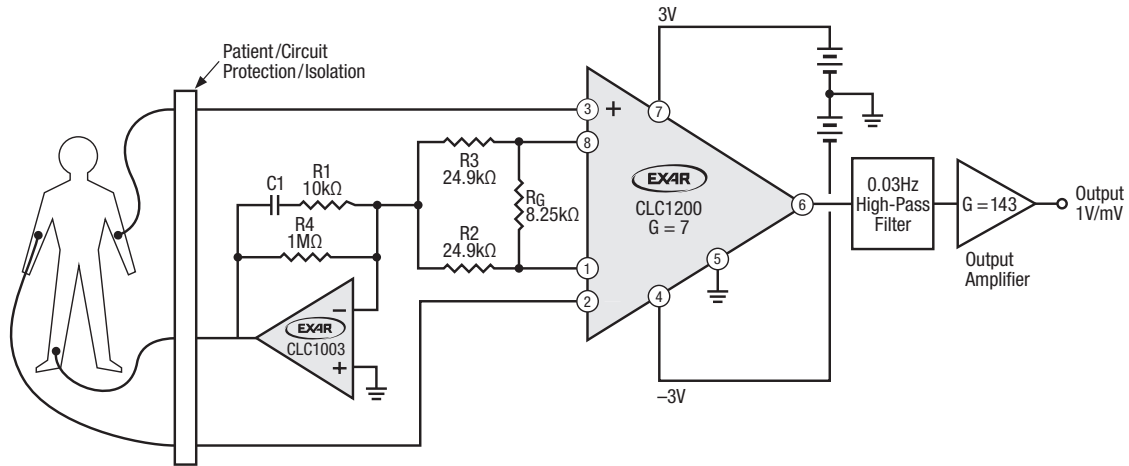 3V
Patient/Circuit
Protection/Isolation
3
+
7
8
C1
R1
10kΩ
R4
1MΩ
R3
24.9kΩ
RG
8.25kΩ
R2
24.9kΩ
EXAR
CLC1200
G = 7
6
0.03Hz
High-Pass
Filter
G = 143
Output
1V/mV
Output
Amplifier
1
2
5
4
–
EXAR
CLC1003
+
–3V